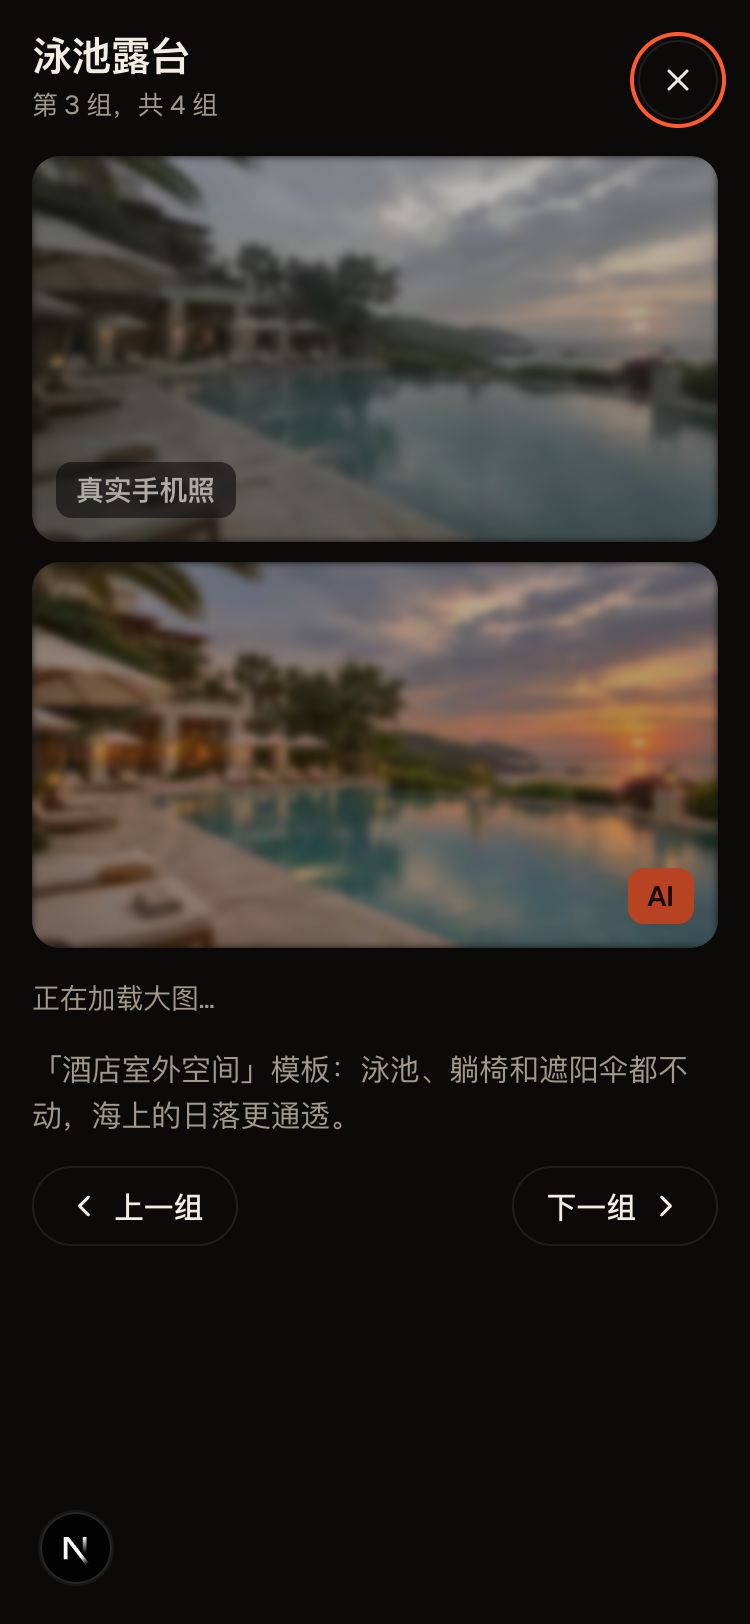 泳池露台
第 3 组，共 4 组
真实手机照
AI
正在加载大图…
「酒店室外空间」模板：泳池、躺椅和遮阳伞都不
动，海上的日落更通透。
上一组
下一组
N